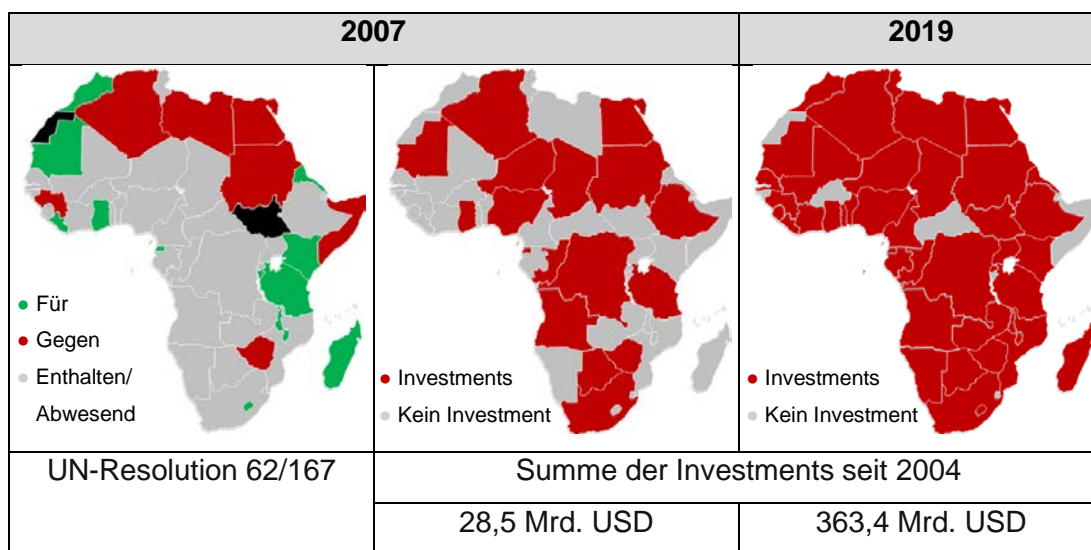 2007
2019
Für
Gegen
Enthalten/
Abwesend
Investments
Kein Investment
Investments
Kein Investment
UN-Resolution 62/167
Summe der Investments seit 2004
28,5 Mrd. USD
363,4 Mrd. USD